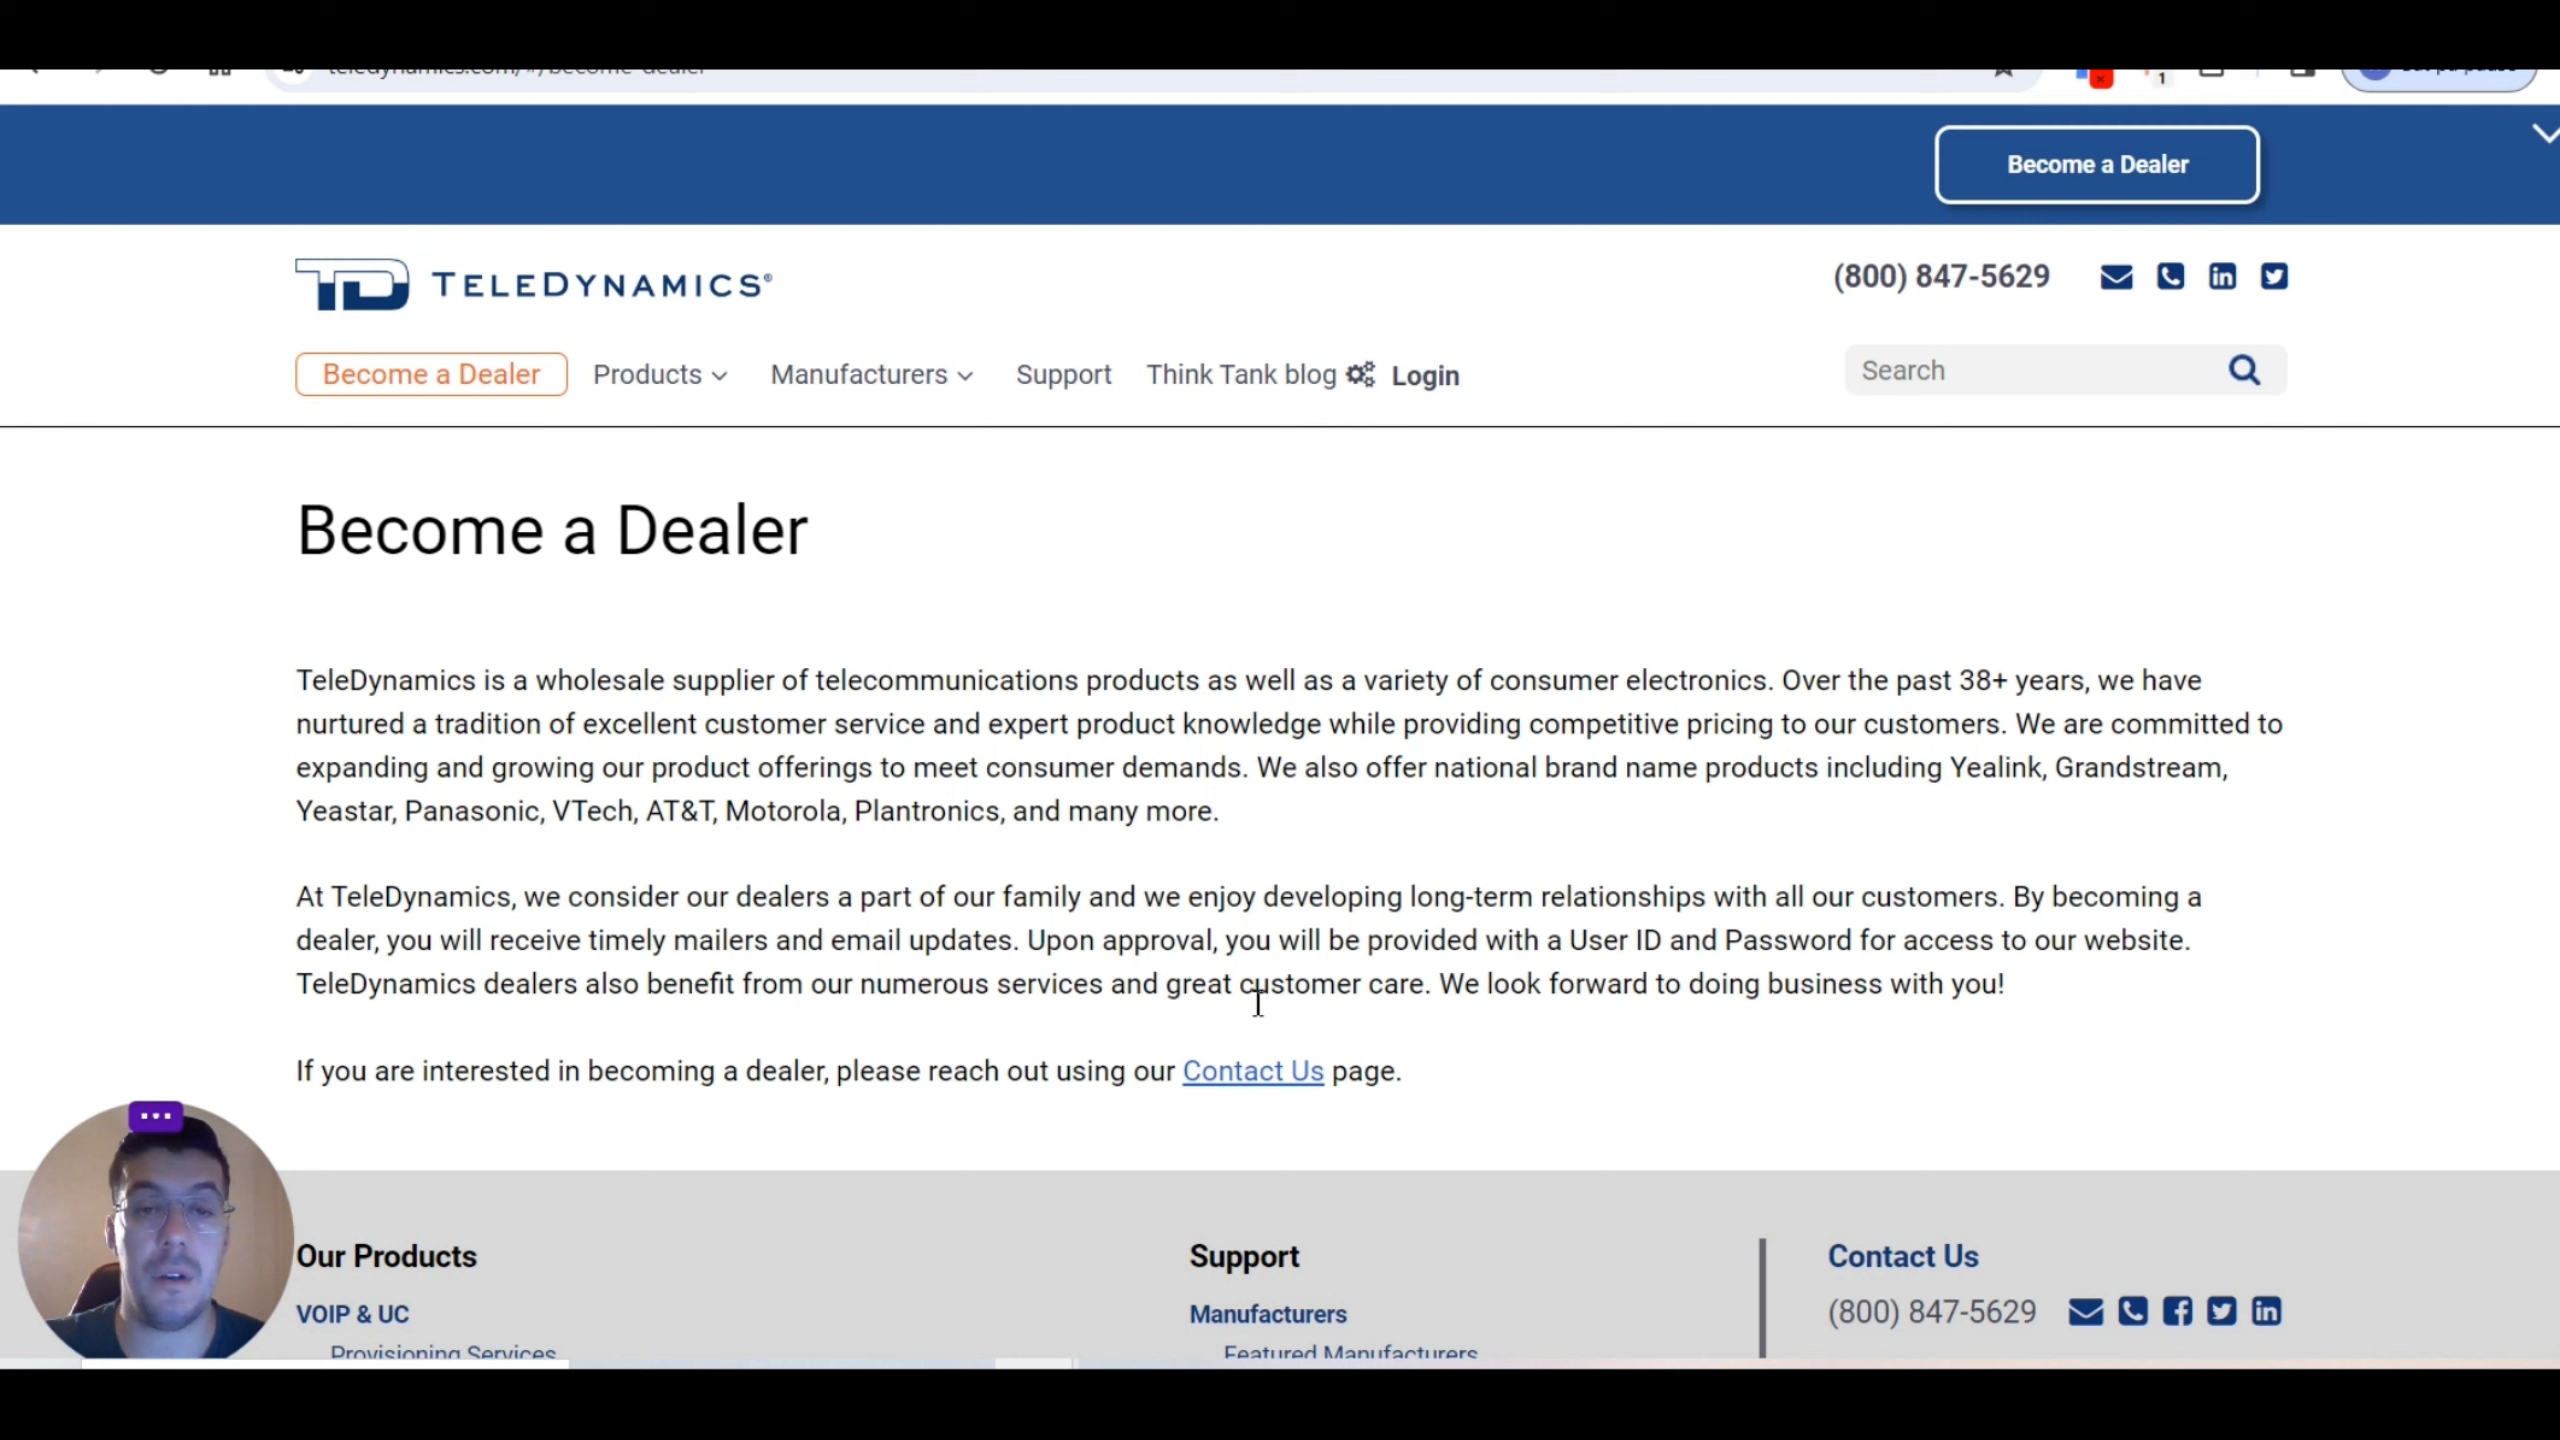 teledynamics.com/#/become-dealer
1
Become a Dealer
TD TELEDYNAMICS®
(800) 847-5629
Become a Dealer Products Manufacturers Support Think Tank blog Login
Search
Become a Dealer
TeleDynamics is a wholesale supplier of telecommunications products as well as a variety of consumer electronics. Over the past 38+ years, we have
nurtured a tradition of excellent customer service and expert product knowledge while providing competitive pricing to our customers. We are committed to
expanding and growing our product offerings to meet consumer demands. We also offer national brand name products including Yealink, Grandstream,
Yeastar, Panasonic, VTech, AT&T, Motorola, Plantronics, and many more.
At TeleDynamics, we consider our dealers a part of our family and we enjoy developing long-term relationships with all our customers. By becoming a
dealer, you will receive timely mailers and email updates. Upon approval, you will be provided with a User ID and Password for access to our website.
TeleDynamics dealers also benefit from our numerous services and great customer care. We look forward to doing business with you!
If you are interested in becoming a dealer, please reach out using our Contact Us page.
Our Products
Support
Contact Us
VOIP & UC
Manufacturers
(800) 847-5629
Provisioning Services
Featured Manufacturers